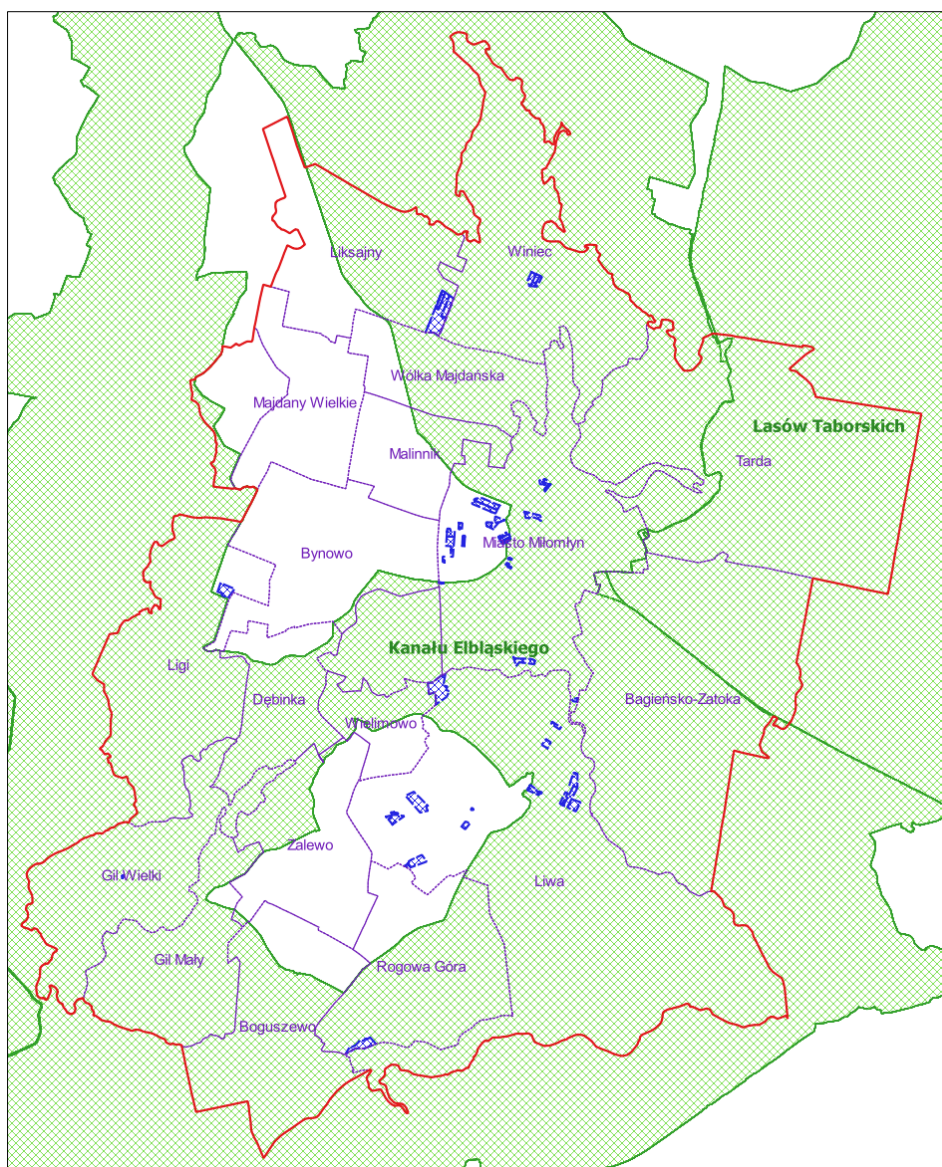 Liksajny
Winiec
Wólka Majdańska
Majdany Wielkie
Lasów Taborskich
Malinnik
Tarda
Bynowo
Miasto Miłomłyn
Kanału Elbląskiego
Ligi
Dębinka
Bagieńsko-Zatoka
Wielimowo
Zalewo
Gil Wielki
Liwa
Gil Mały
Rogowa Góra
Boguszewo